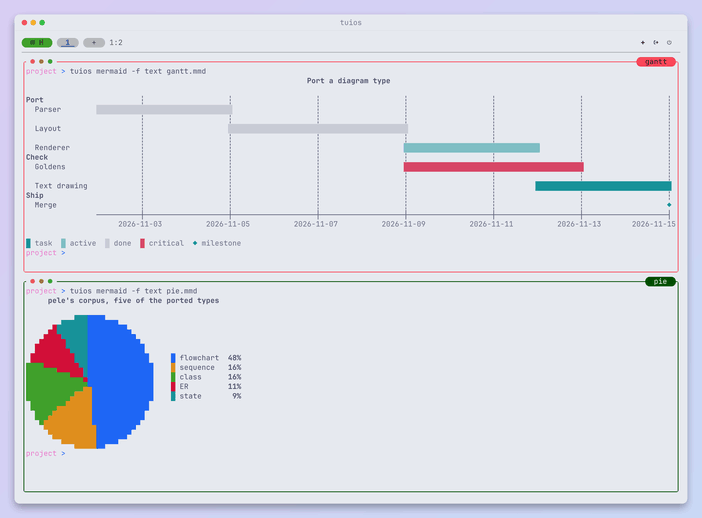 tuios
H
1
+
1:2
gantt
project > tuios mermaid -f text gantt.mmd
Port a diagram type
Port
Parser
Layout
Renderer
Check
Goldens
Text drawing
Ship
Merge
2026-11-03 2026-11-05 2026-11-07 2026-11-09 2026-11-11 2026-11-13 2026-11-15
task active done critical milestone
project >
pie
project > tuios mermaid -f text pie.mmd
pele's corpus, five of the ported types
flowchart 48%
sequence 16%
class 16%
ER 11%
state 9%
project >